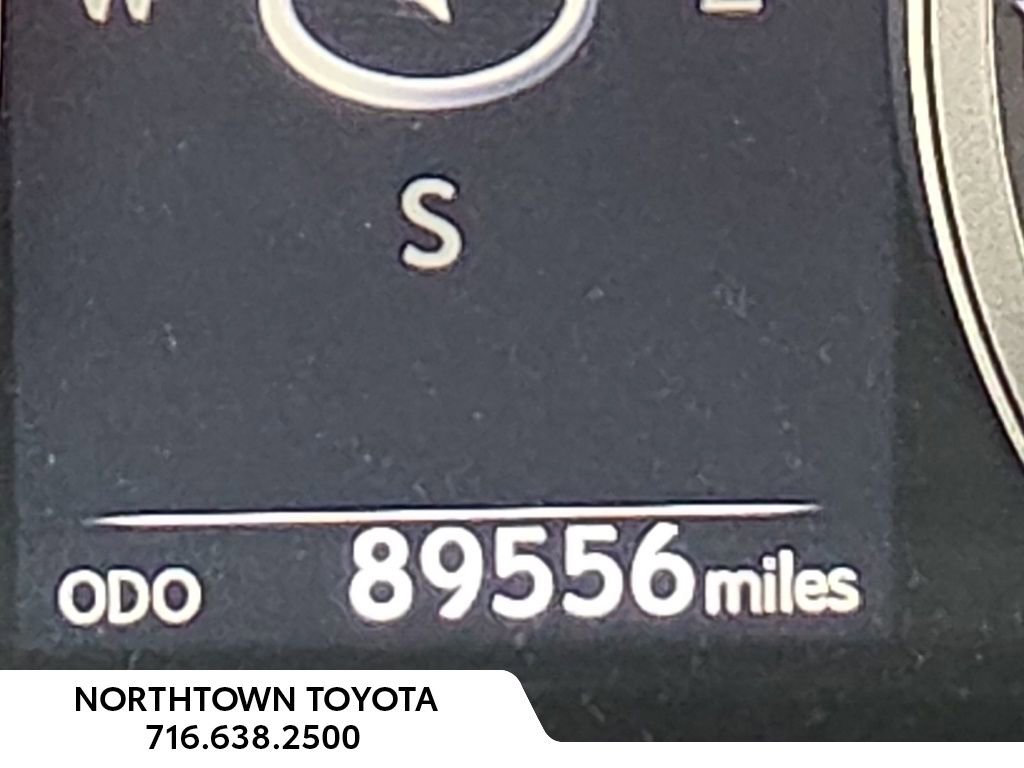 W
S
ODO 89556 miles
NORTHTOWN TOYOTA
716.638.2500